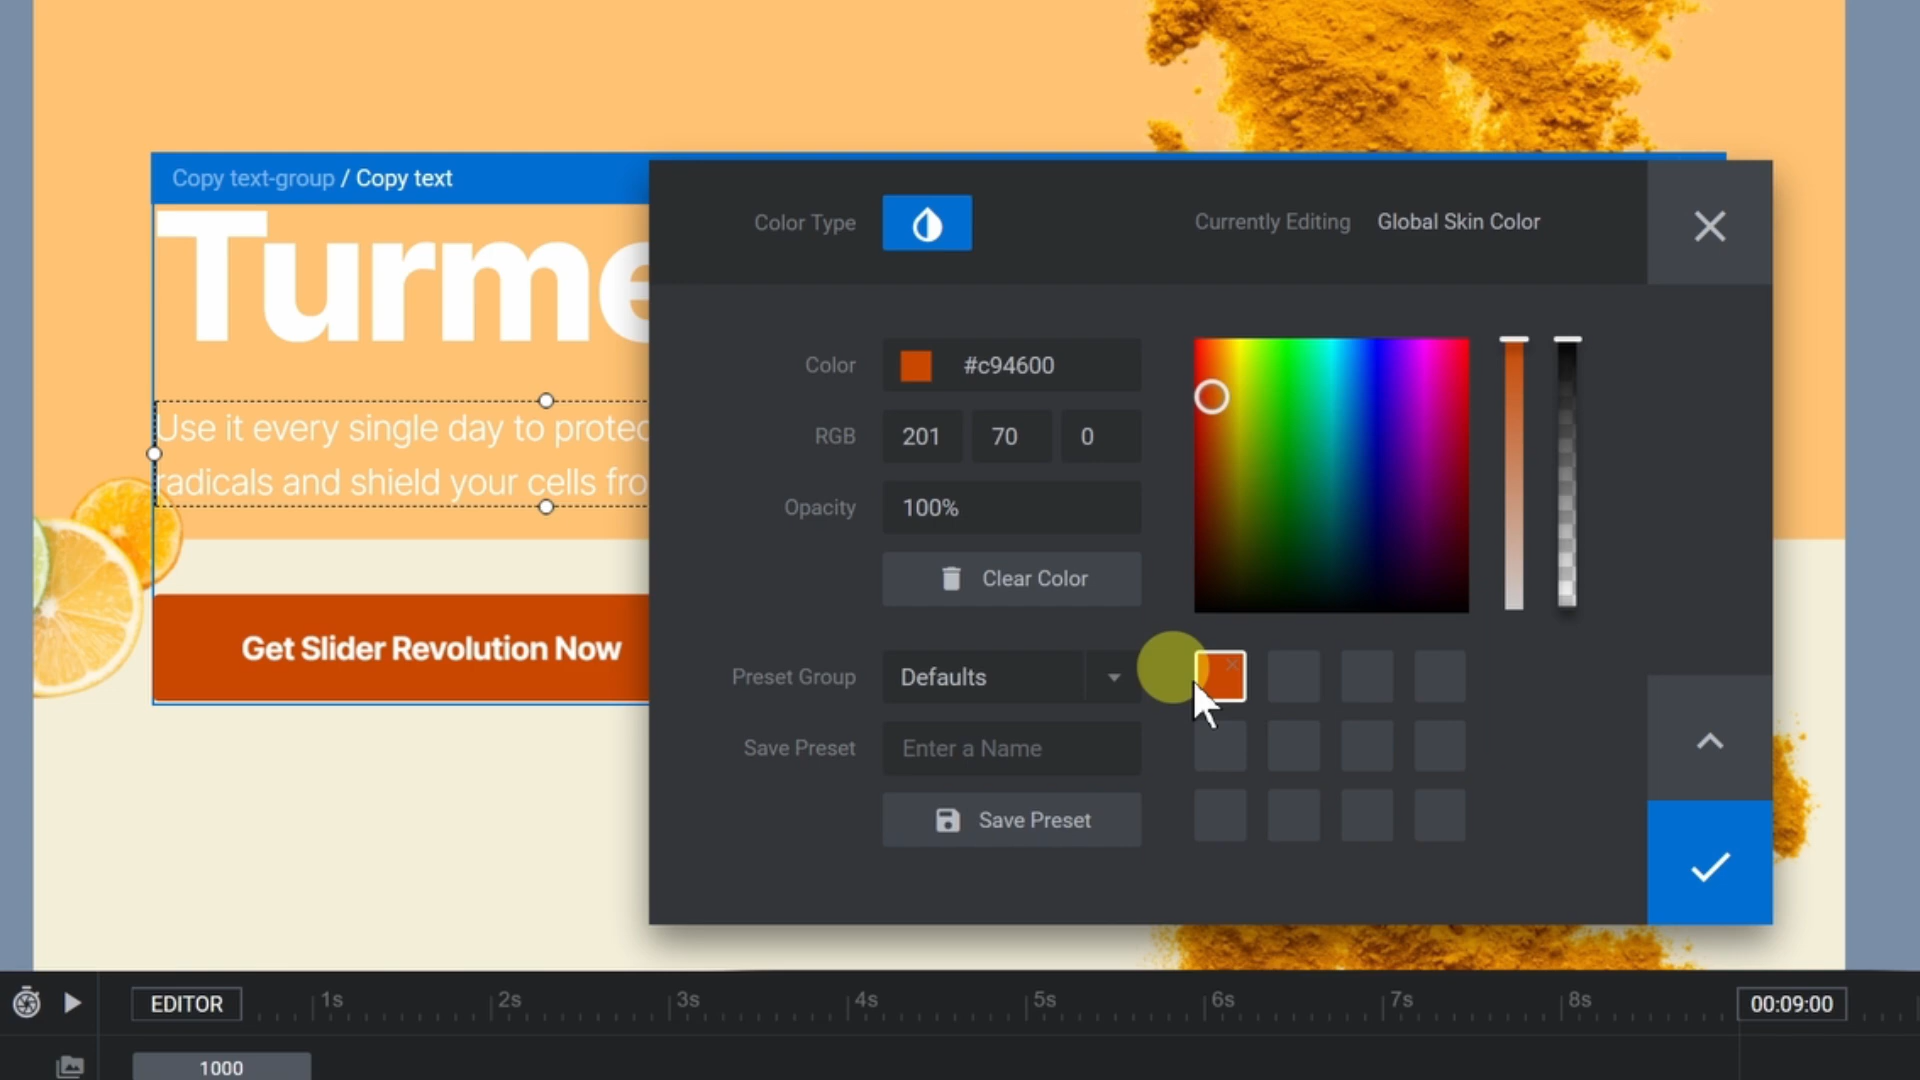 Copy text-group / Copy text
Turme
Use it every single day to protec
radicals and shield your cells fro
Get Slider Revolution Now
Color Type
Currently Editing Global Skin Color
Color #c94600
RGB 201 70 0
Opacity 100%
Clear Color
Preset Group Defaults
Save Preset Enter a Name
Save Preset
EDITOR 1s 2s 3s 4s 5s 6s 7s 8s 00:09:00
1000